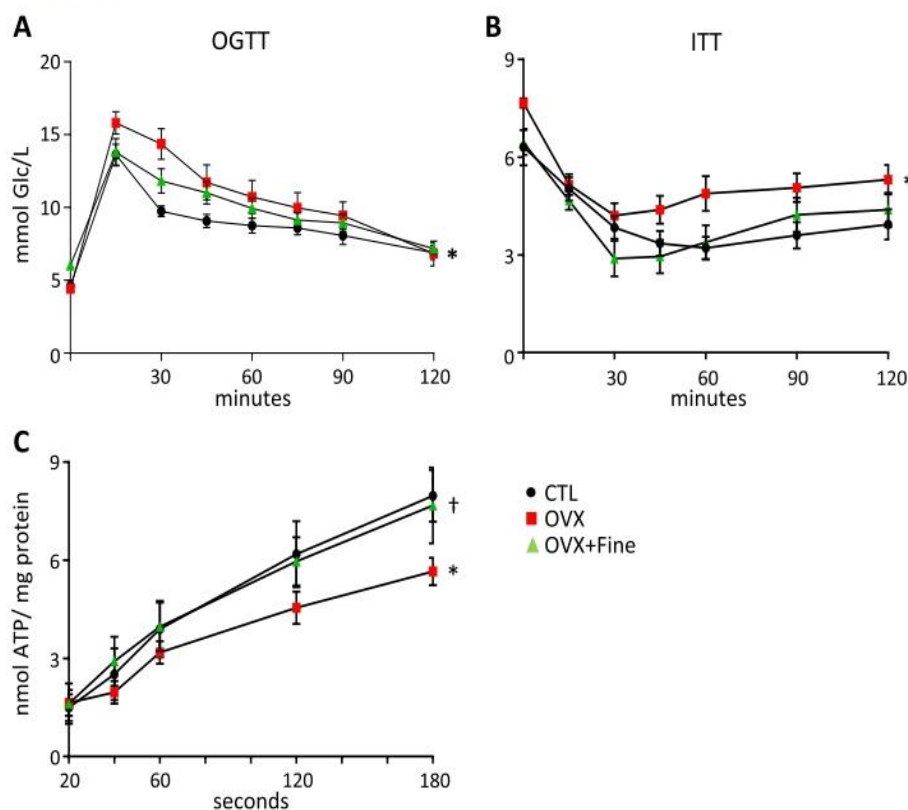 A
OGTT
mmol Glc/L
20
15
10
5
0
30
60
90
120
minutes
*
B
ITT
9
6
3
0
30
60
90
120
minutes
*
C
nmol ATP/ mg protein
9
6
3
0
20
60
120
180
seconds
†
*
CTL
OVX
OVX+Fine